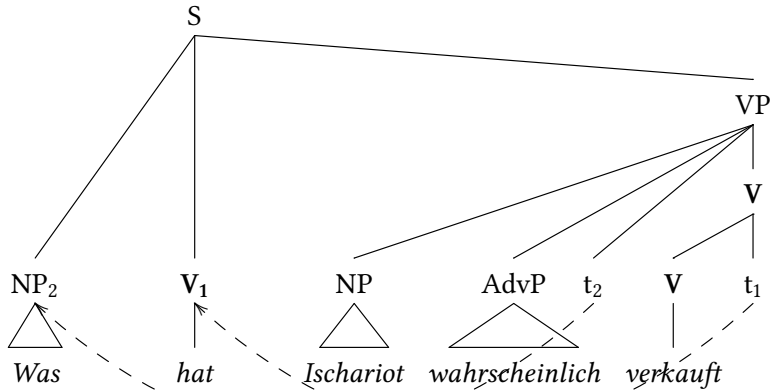 S
VP
V
NP₂ V₁ NP AdvP t₂ V t₁
Was hat Ischariot wahrscheinlich verkauft